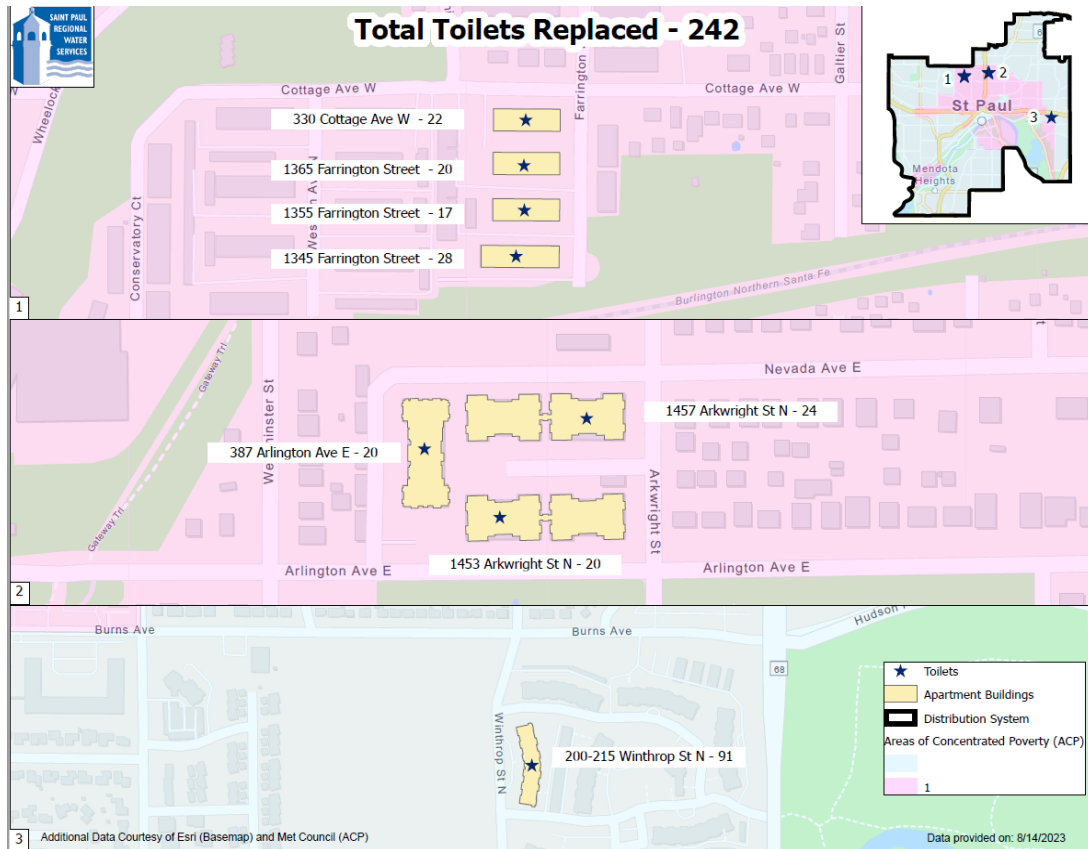 SAINT PAUL
REGIONAL
WATER
SERVICES
Total Toilets Replaced - 242
Wheelock
Cottage Ave W
Cottage Ave W
Farrington
Galtier St
330 Cottage Ave W - 22
1365 Farrington Street - 20
1355 Farrington Street - 17
1345 Farrington Street - 28
Conservatory Ct
Burlington Northern Santa Fe
1
2
St Paul
3
Mendota
Heights
1
Gateway Trl
Gateway Trl
Nevada Ave E
1457 Arkwright St N - 24
387 Arlington Ave E - 20
Arkwright St
1453 Arkwright St N - 20
Arlington Ave E
Arlington Ave E
2
Burns Ave
Burns Ave
Hudson
68
Winthrop St N
200-215 Winthrop St N - 91
Toilets
Apartment Buildings
Distribution System
Areas of Concentrated Poverty (ACP)
1
3
Additional Data Courtesy of Esri (Basemap) and Met Council (ACP)
Data provided on: 8/14/2023